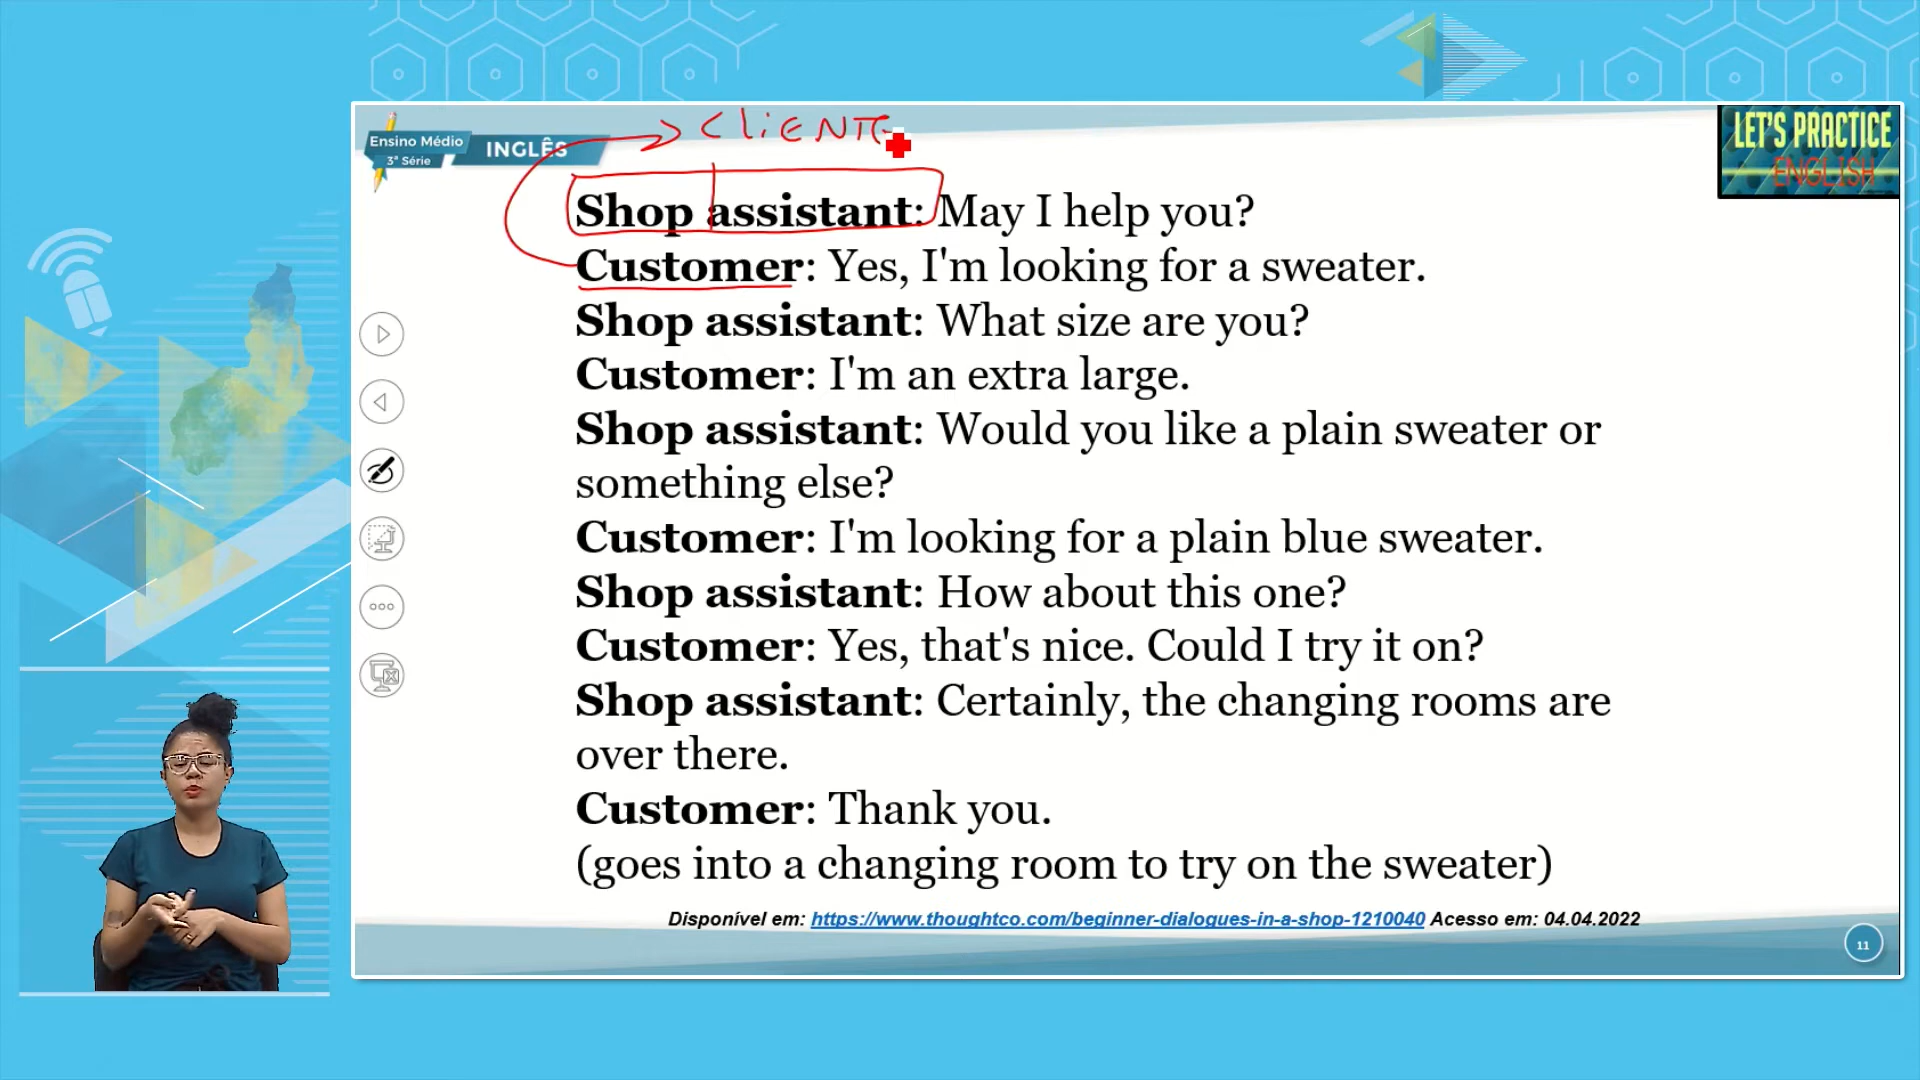 CliENTE
Ensino Médio
3ª Série
INGLÊS
LET'S PRACTICE
ENGLISH
Shop assistant: May I help you?
Customer: Yes, I'm looking for a sweater.
Shop assistant: What size are you?
Customer: I'm an extra large.
Shop assistant: Would you like a plain sweater or
something else?
Customer: I'm looking for a plain blue sweater.
Shop assistant: How about this one?
Customer: Yes, that's nice. Could I try it on?
Shop assistant: Certainly, the changing rooms are
over there.
Customer: Thank you.
(goes into a changing room to try on the sweater)
Disponível em: https://www.thoughtco.com/beginner-dialogues-in-a-shop-1210040 Acesso em: 04.04.2022
11